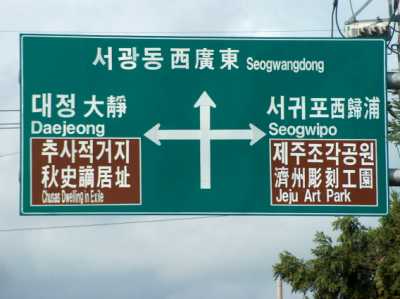 서광동 西廣東 Seogwangdong
대정 大靜
Daejeong
추사적거지
秋史謫居址
Chusas Dwelling in Exile
서귀포 西歸浦
Seogwipo
제주조각공원
濟州彫刻工園
Jeju Art Park